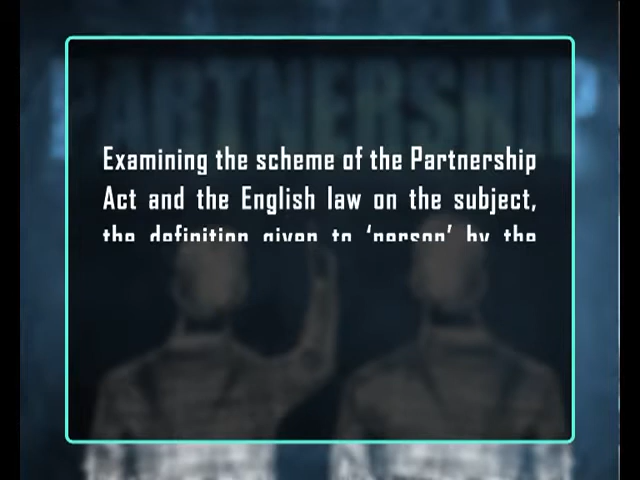 PARTNERSHIP
Examining the scheme of the Partnership
Act and the English law on the subject,
the definition given to ‘person’ by the